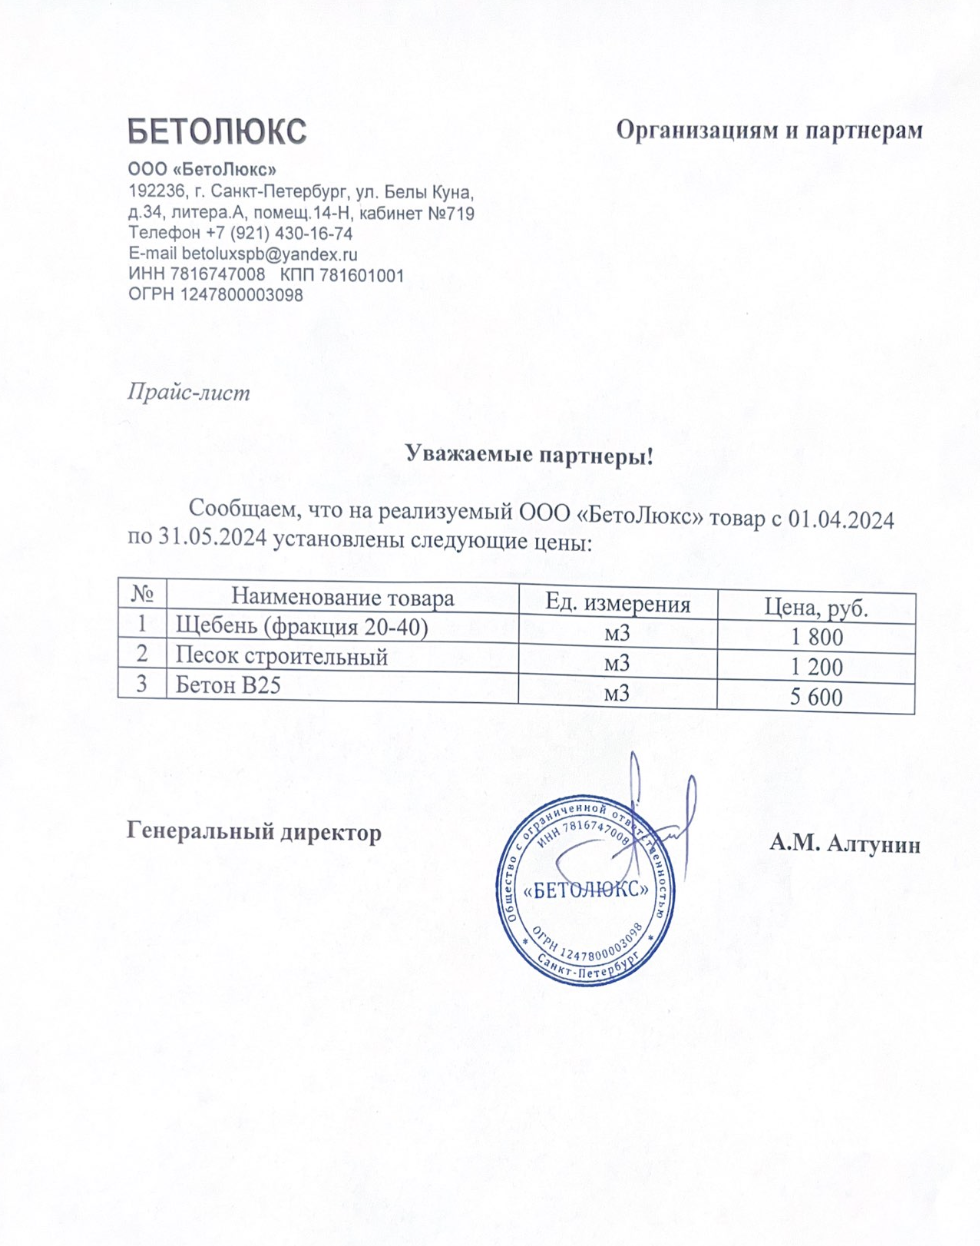 БЕТОЛЮКС
Организациям и партнерам
ООО «БетоЛюкс»
192236, г. Санкт-Петербург, ул. Белы Куна,
д.34, литера.А, помещ.14-Н, кабинет №719
Телефон +7 (921) 430-16-74
E-mail betoluxspb@yandex.ru
ИНН 7816747008 КПП 781601001
ОГРН 1247800003098
Прайс-лист
Уважаемые партнеры!
Сообщаем, что на реализуемый ООО «БетоЛюкс» товар с 01.04.2024
по 31.05.2024 установлены следующие цены:
№ Наименование товара Ед. измерения Цена, руб.
1 Щебень (фракция 20-40) м3 1 800
2 Песок строительный м3 1 200
3 Бетон В25 м3 5 600
Генеральный директор
А.М. Алтунин
Общество с ограниченной ответственностью
ИНН 7816747008
«БЕТОЛЮКС»
ОГРН 1247800003098
* Санкт-Петербург *